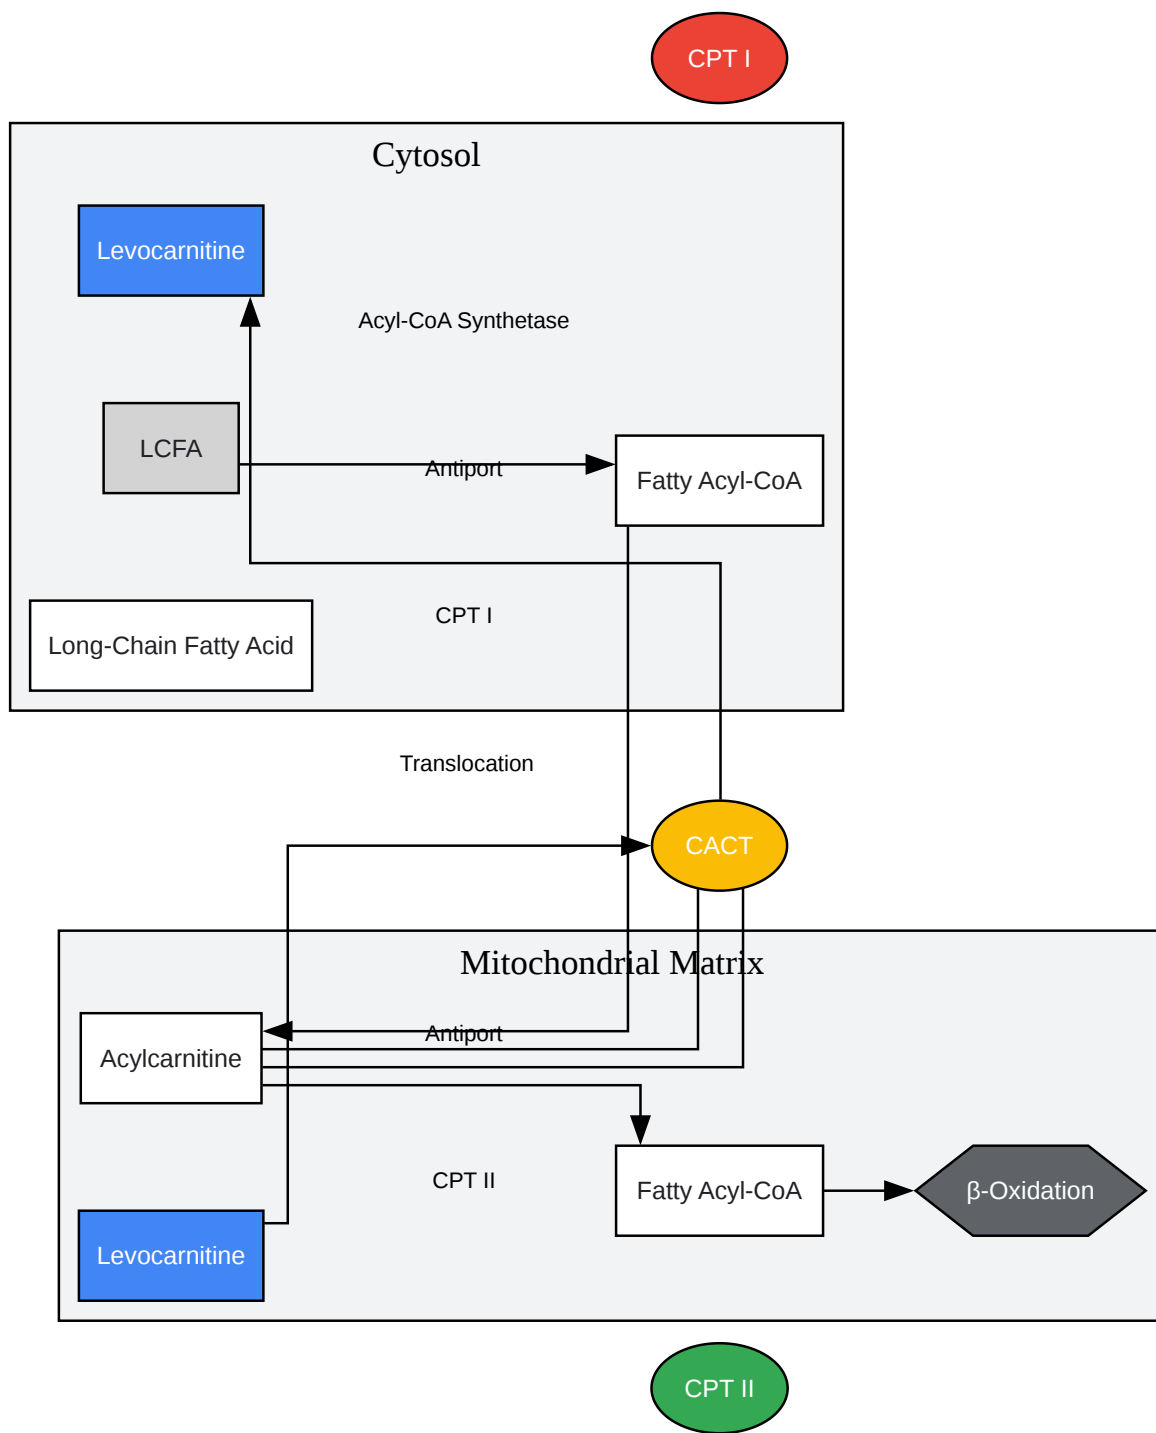 CPT I
Cytosol
Levocarnitine
Acyl-CoA Synthetase
LCFA
Antiport
Fatty Acyl-CoA
CPT I
Long-Chain Fatty Acid
Translocation
CACT
Mitochondrial Matrix
Antiport
Acylcarnitine
CPT II
Fatty Acyl-CoA
β-Oxidation
Levocarnitine
CPT II